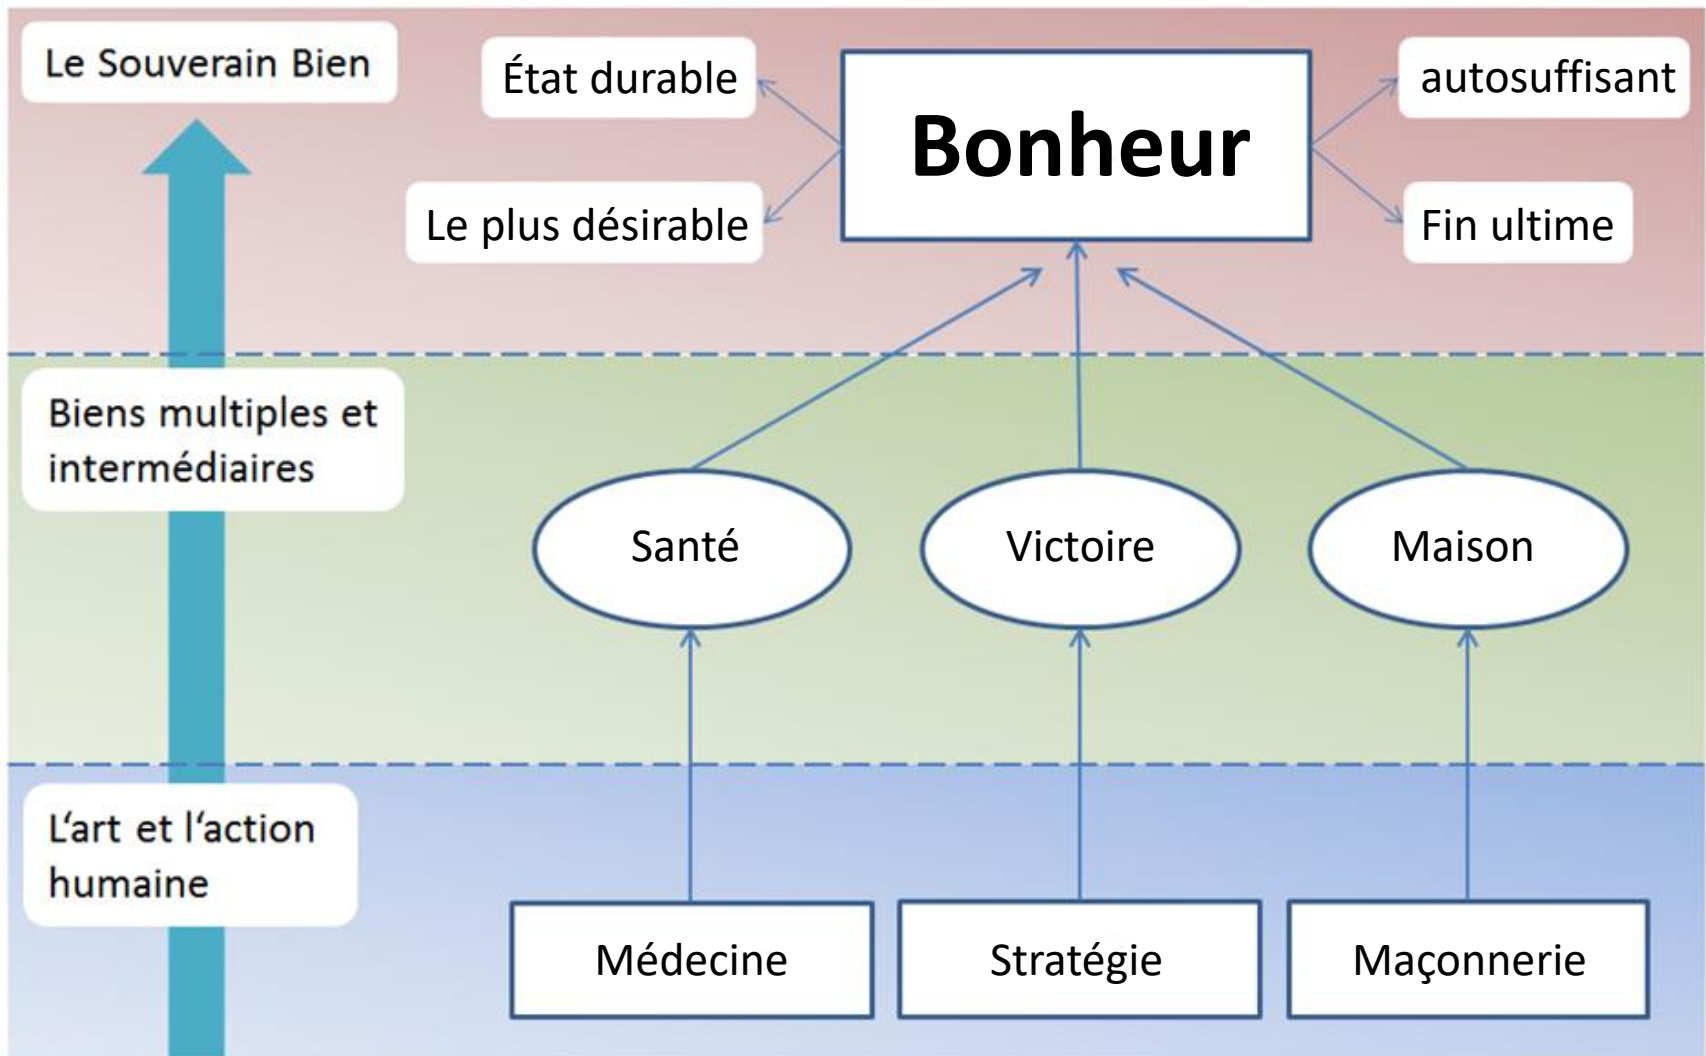 Le Souverain Bien
État durable
Bonheur
autosuffisant
Le plus désirable
Fin ultime
Biens multiples et
intermédiaires
Santé
Victoire
Maison
L‘art et l‘action
humaine
Médecine
Stratégie
Maçonnerie